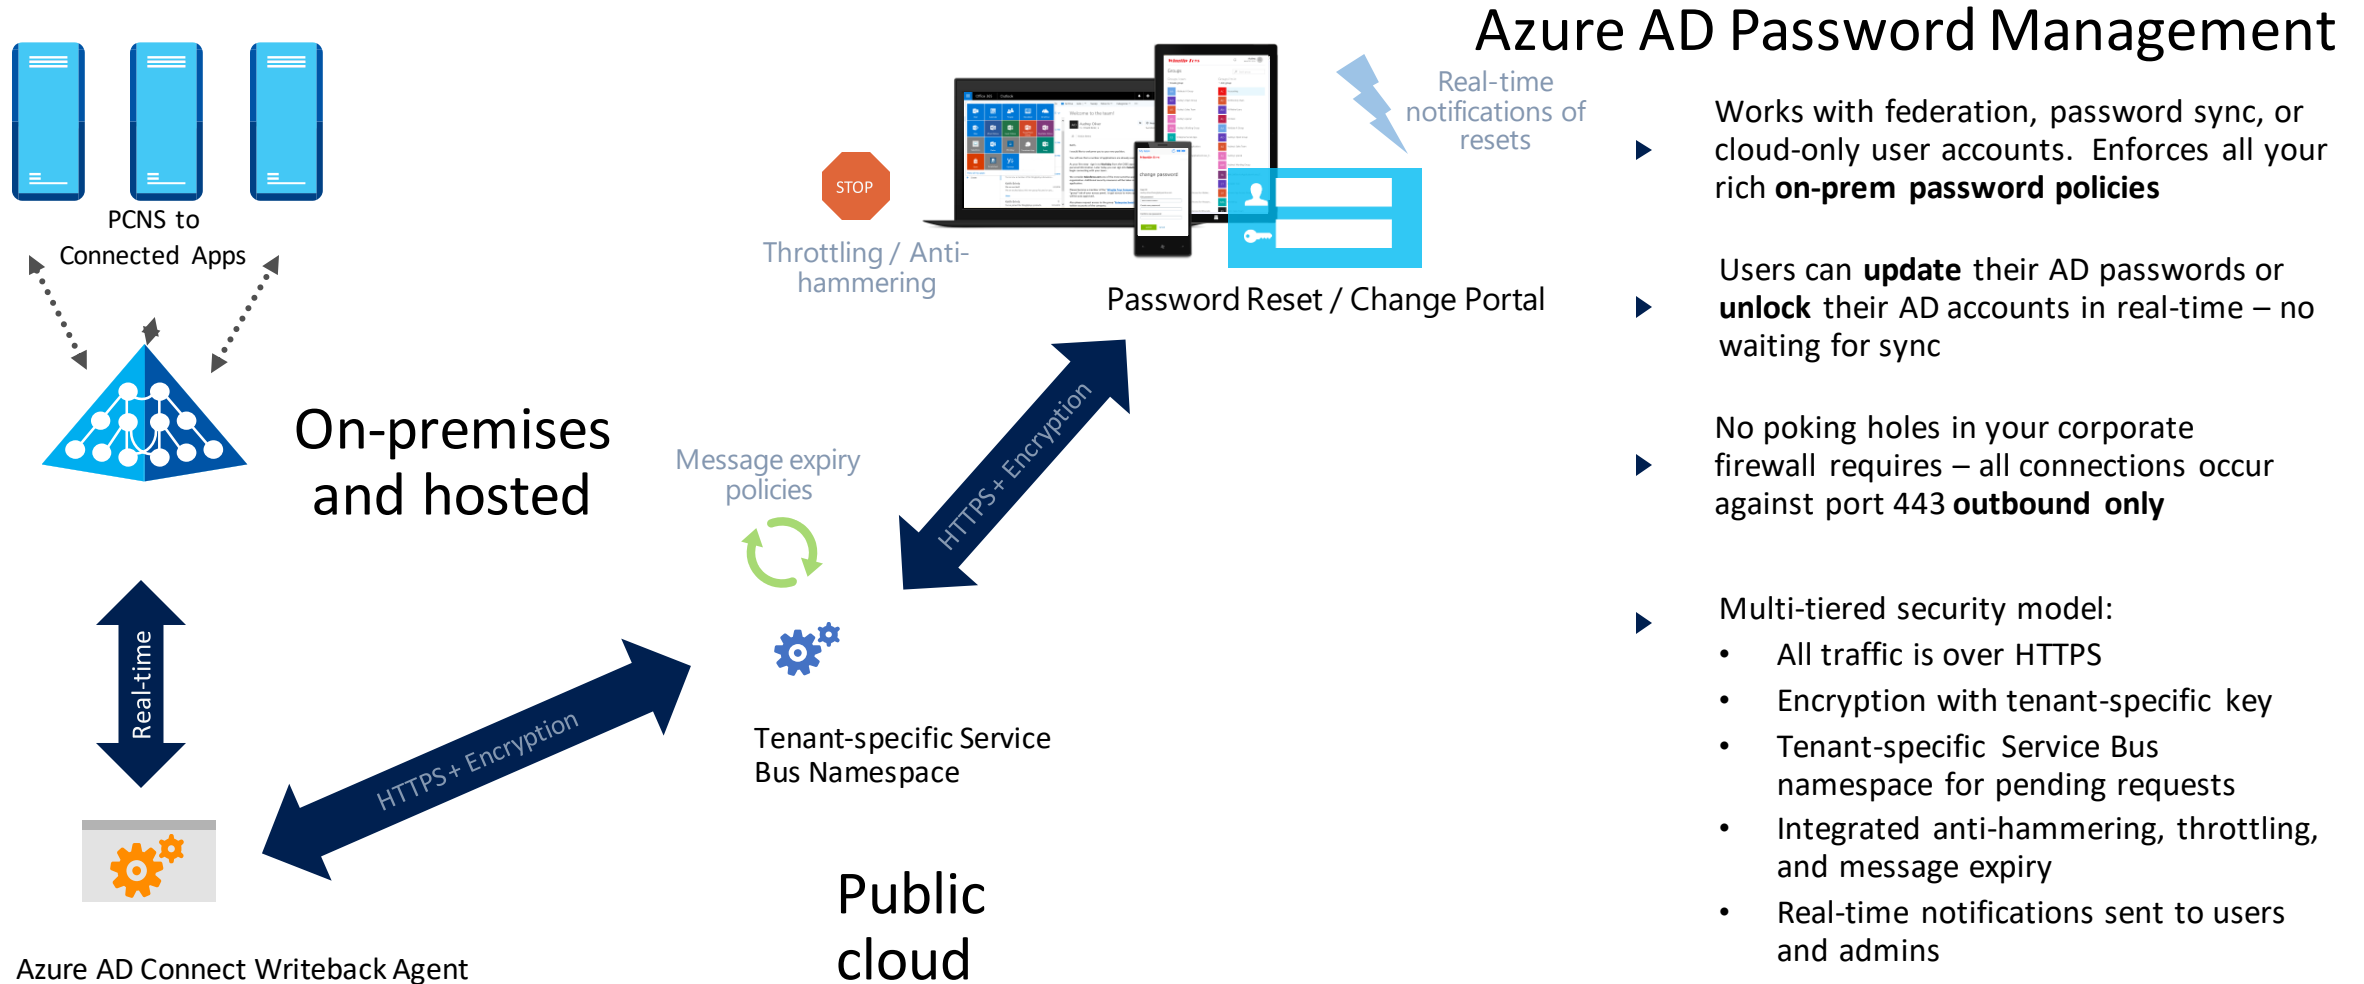 Azure AD Password Management
PCNS to
Connected Apps
On-premises
and hosted
Real-time
Azure AD Connect Writeback Agent
HTTPS+ Encryption
Message expiry
policies
Tenant-specific Service
Bus Namespace
Public
cloud
HTTPS+ Encryption
STOP
Throttling / Anti-
hammering
Office 365
Outlook
Groups
change password
Real-time
notifications of
resets
Password Reset / Change Portal
Works with federation, password sync, or
cloud-only user accounts. Enforces all your
rich on-prem password policies
Users can update their AD passwords or
unlock their AD accounts in real-time – no
waiting for sync
No poking holes in your corporate
firewall requires – all connections occur
against port 443 outbound only
Multi-tiered security model:
• All traffic is over HTTPS
• Encryption with tenant-specific key
• Tenant-specific Service Bus
namespace for pending requests
• Integrated anti-hammering, throttling,
and message expiry
• Real-time notifications sent to users
and admins